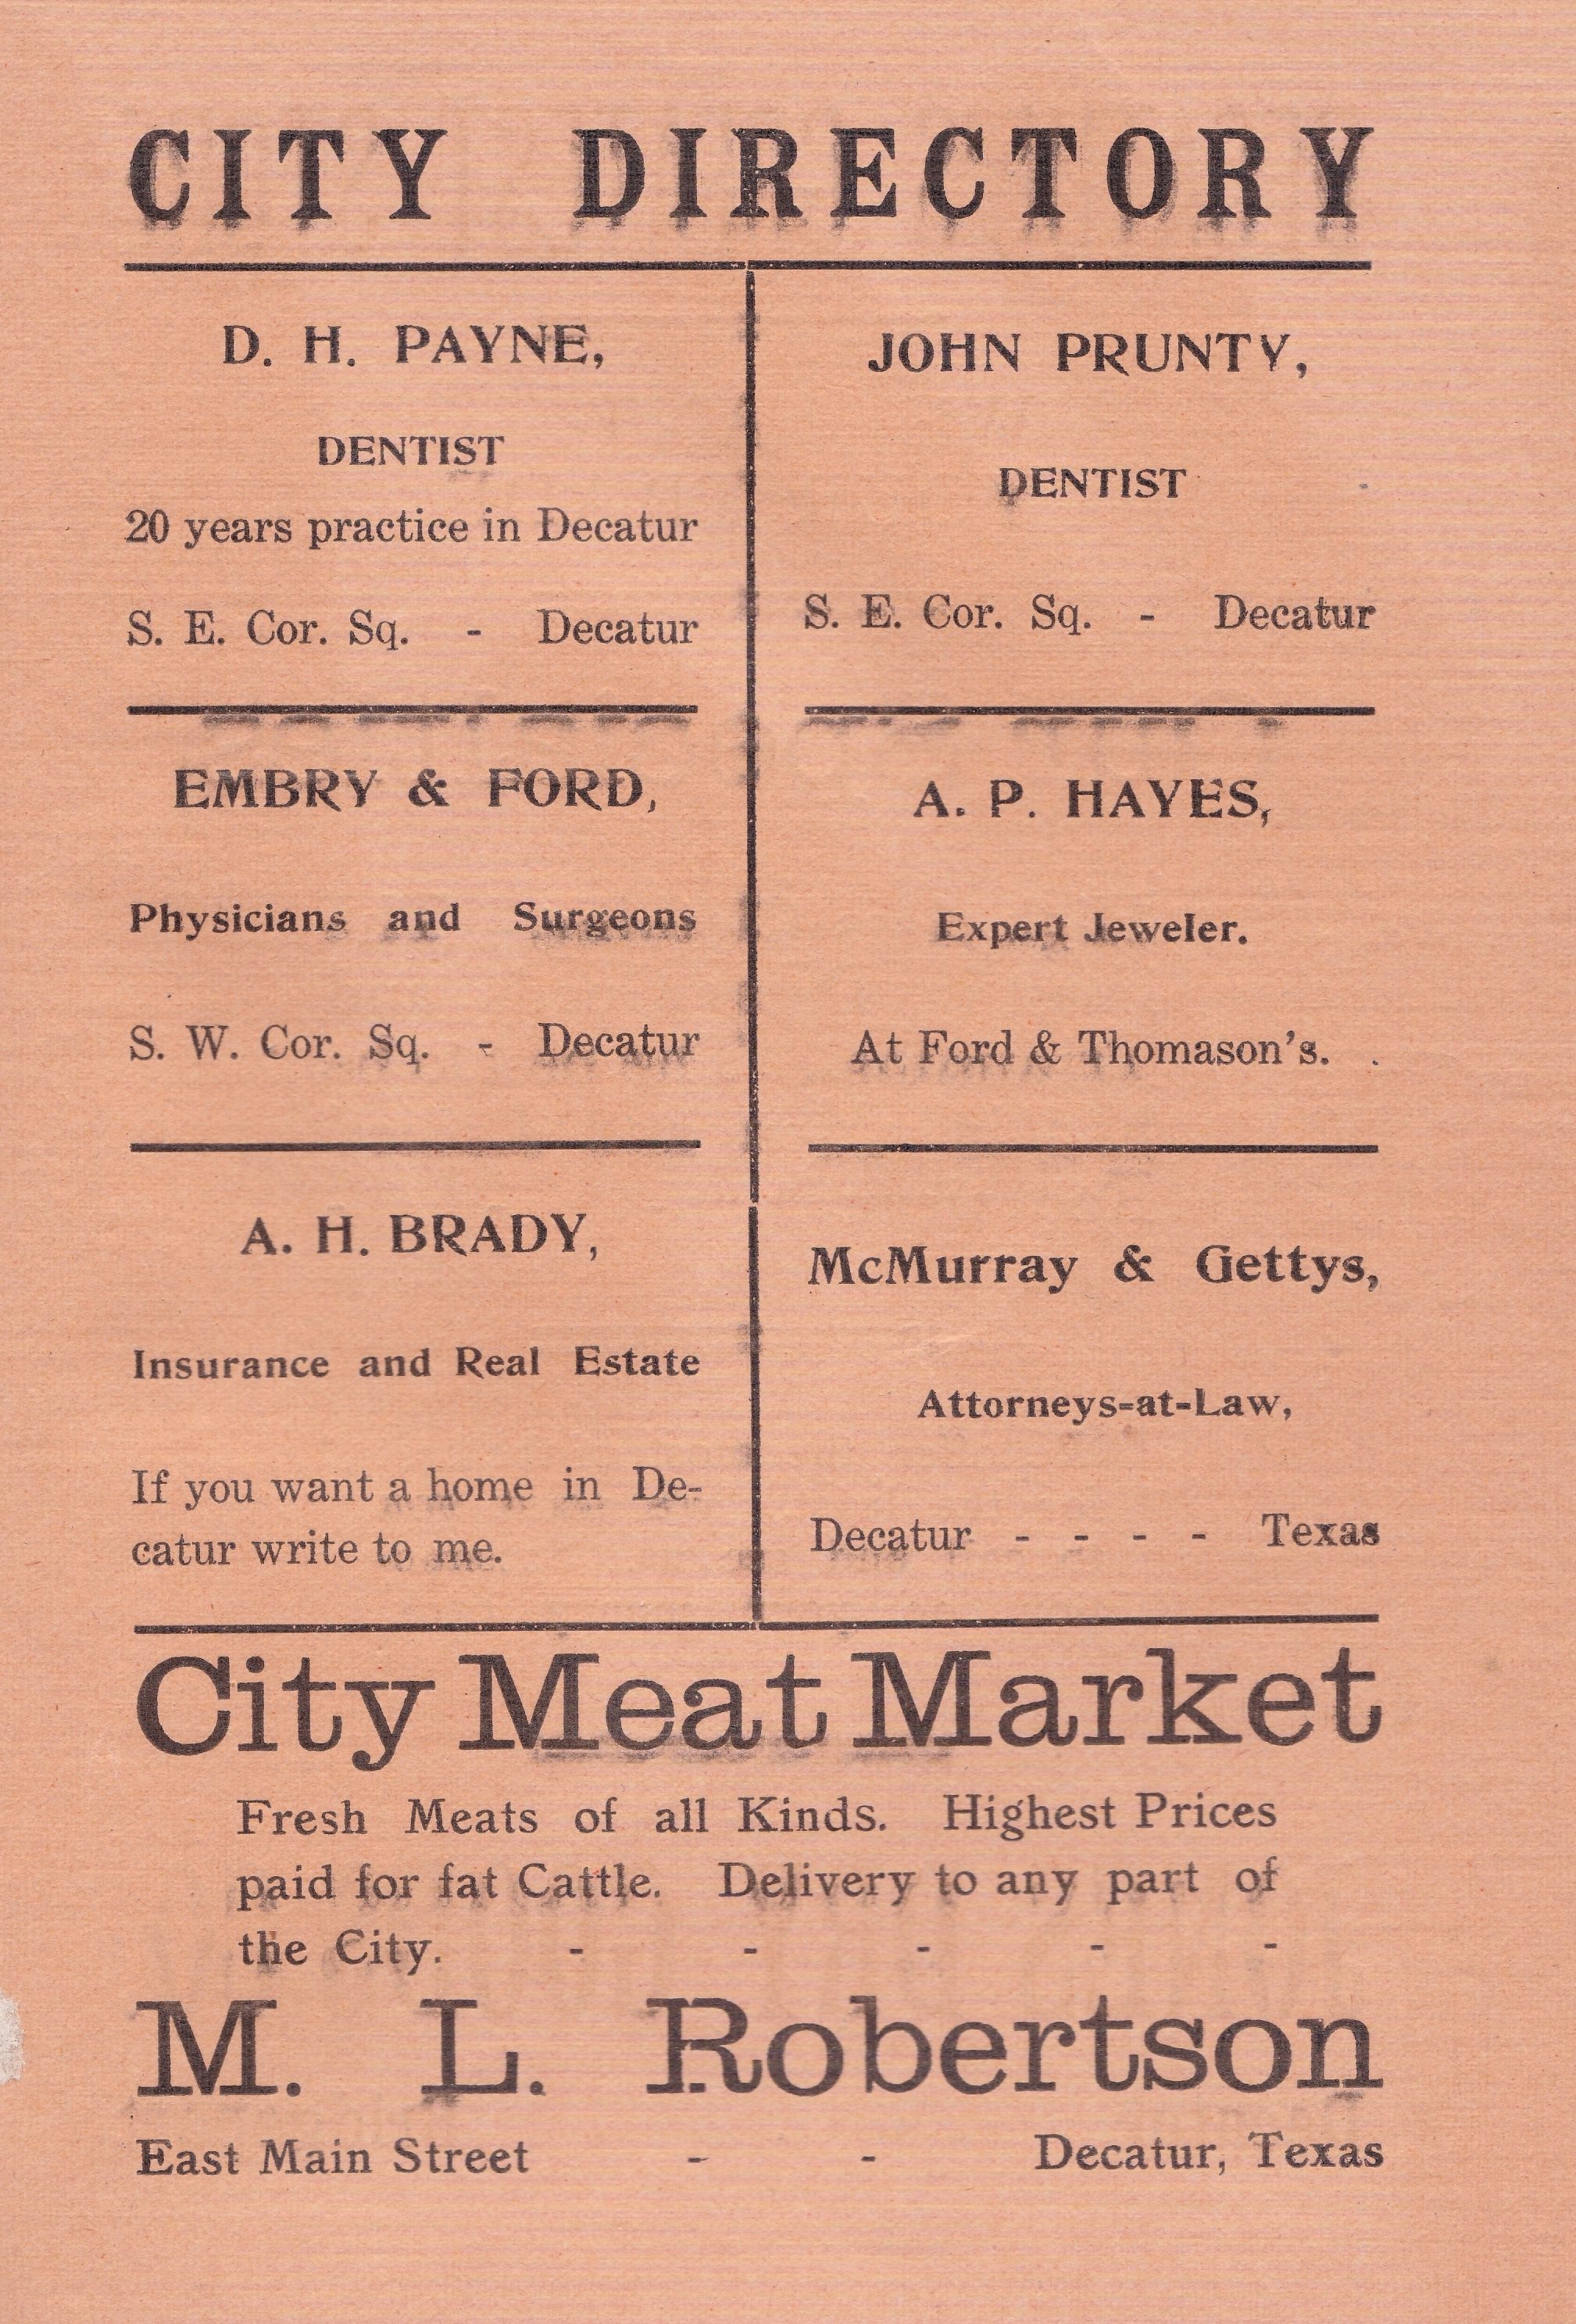 CITY DIRECTORY
D. H. PAYNE,
DENTIST
20 years practice in Decatur
S. E. Cor. Sq. - Decatur
EMBRY & FORD,
Physicians and Surgeons
S. W. Cor. Sq. - Decatur
A. H. BRADY,
Insurance and Real Estate
If you want a home in De-
catur write to me.
JOHN PRUNTY,
DENTIST
S. E. Cor. Sq. - Decatur
A. P. HAYES,
Expert Jeweler.
At Ford & Thomason's.
McMurray & Gettys,
Attorneys-at-Law,
Decatur - - - - Texas
City Meat Market
Fresh Meats of all Kinds. Highest Prices
paid for fat Cattle. Delivery to any part of
the City. - - - - -
M. L. Robertson
East Main Street - - Decatur, Texas